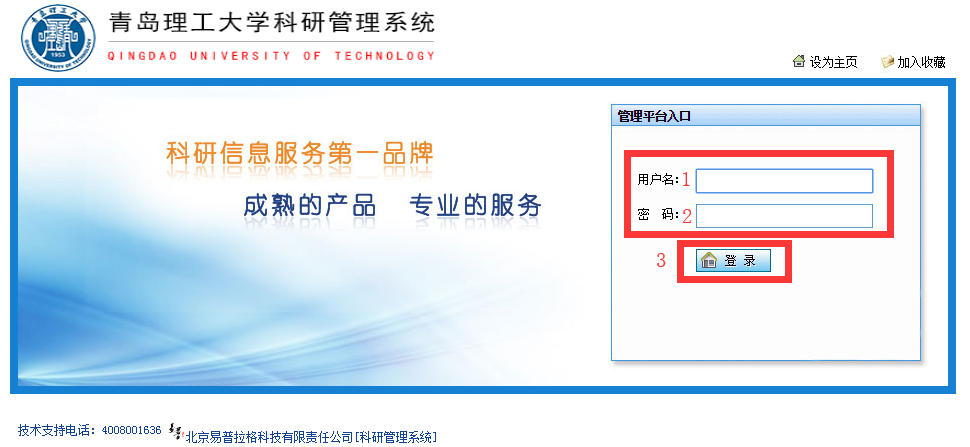 青岛理工大学科研管理系统
QINGDAO UNIVERSITY OF TECHNOLOGY
1953
设为主页 加入收藏
管理平台入口
科研信息服务第一品牌
成熟的产品 专业的服务
用户名: 1
密 码: 2
3 登 录
技术支持电话: 4008001636 北京易普拉格科技有限责任公司[科研管理系统]